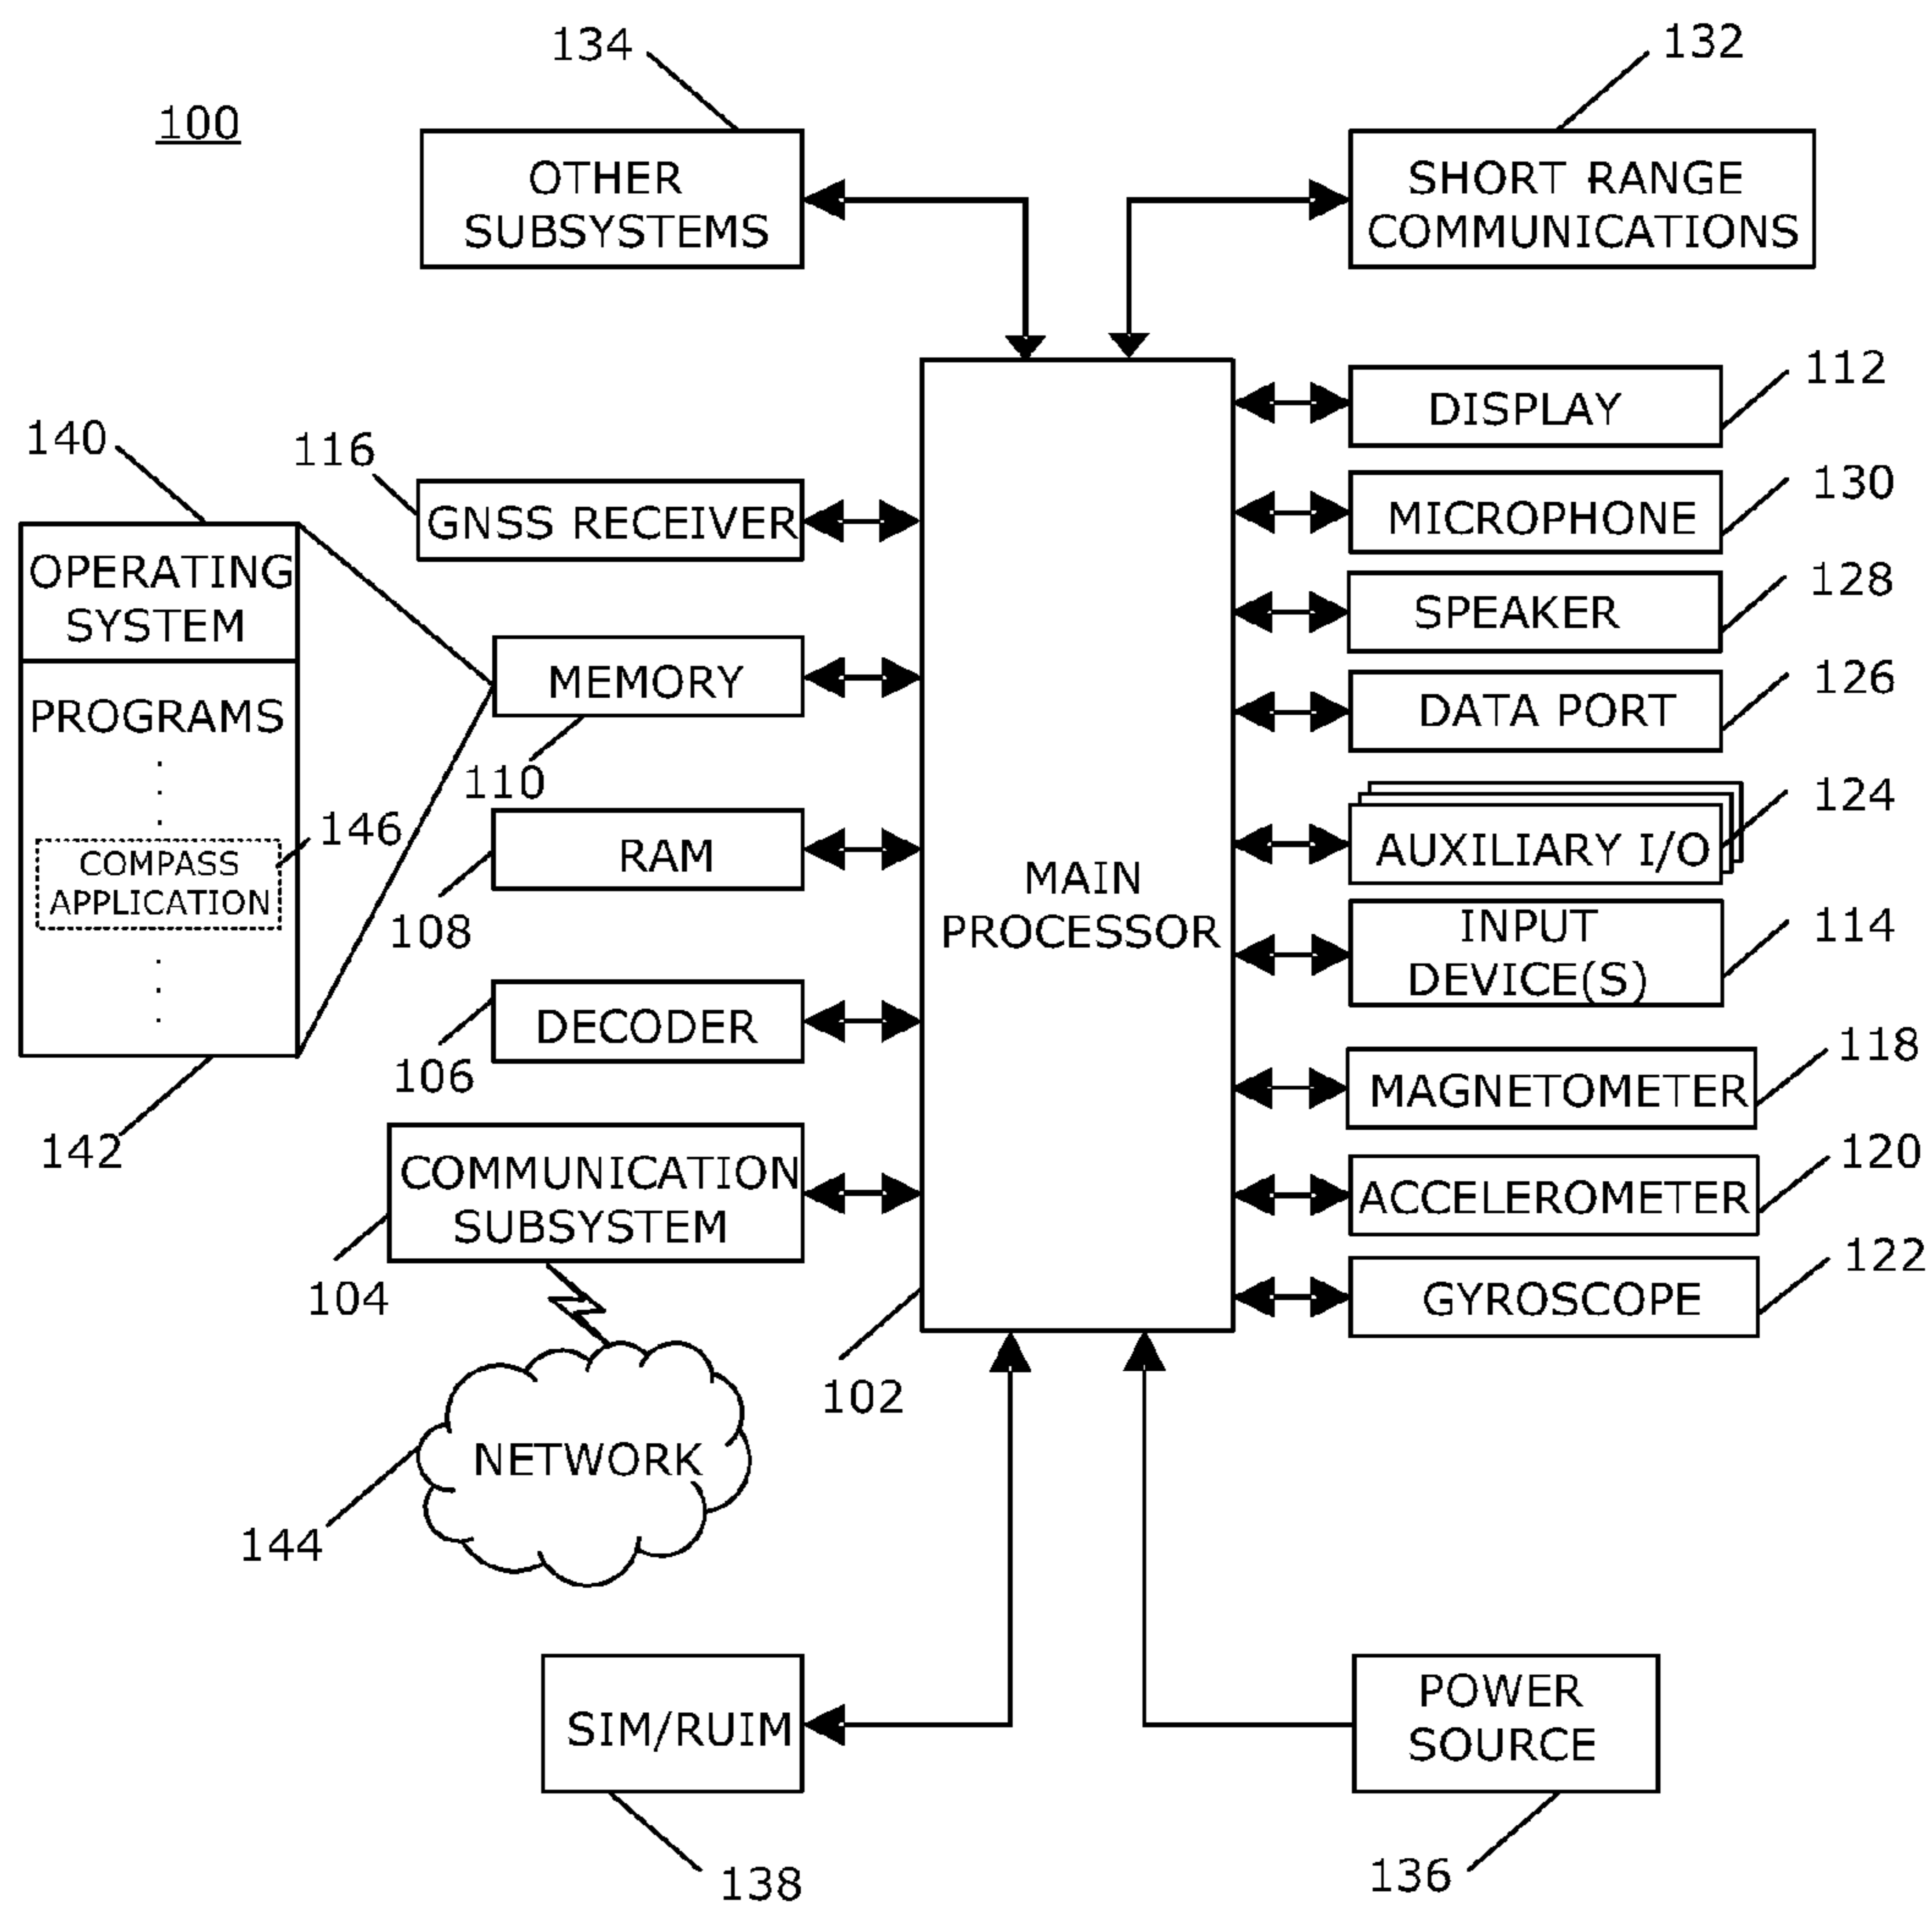 134
132
100
OTHER
SUBSYSTEMS
SHORT RANGE
COMMUNICATIONS
112
DISPLAY
140
116
GNSS RECEIVER
130
MICROPHONE
OPERATING
SYSTEM
128
SPEAKER
MEMORY
110
126
DATA PORT
PROGRAMS
146
COMPASS
APPLICATION
RAM
108
124
AUXILIARY I/O
MAIN
PROCESSOR
114
INPUT
DEVICE(S)
DECODER
106
118
MAGNETOMETER
142
COMMUNICATION
SUBSYSTEM
120
ACCELEROMETER
104
122
GYROSCOPE
102
NETWORK
144
SIM/RUIM
POWER
SOURCE
138
136